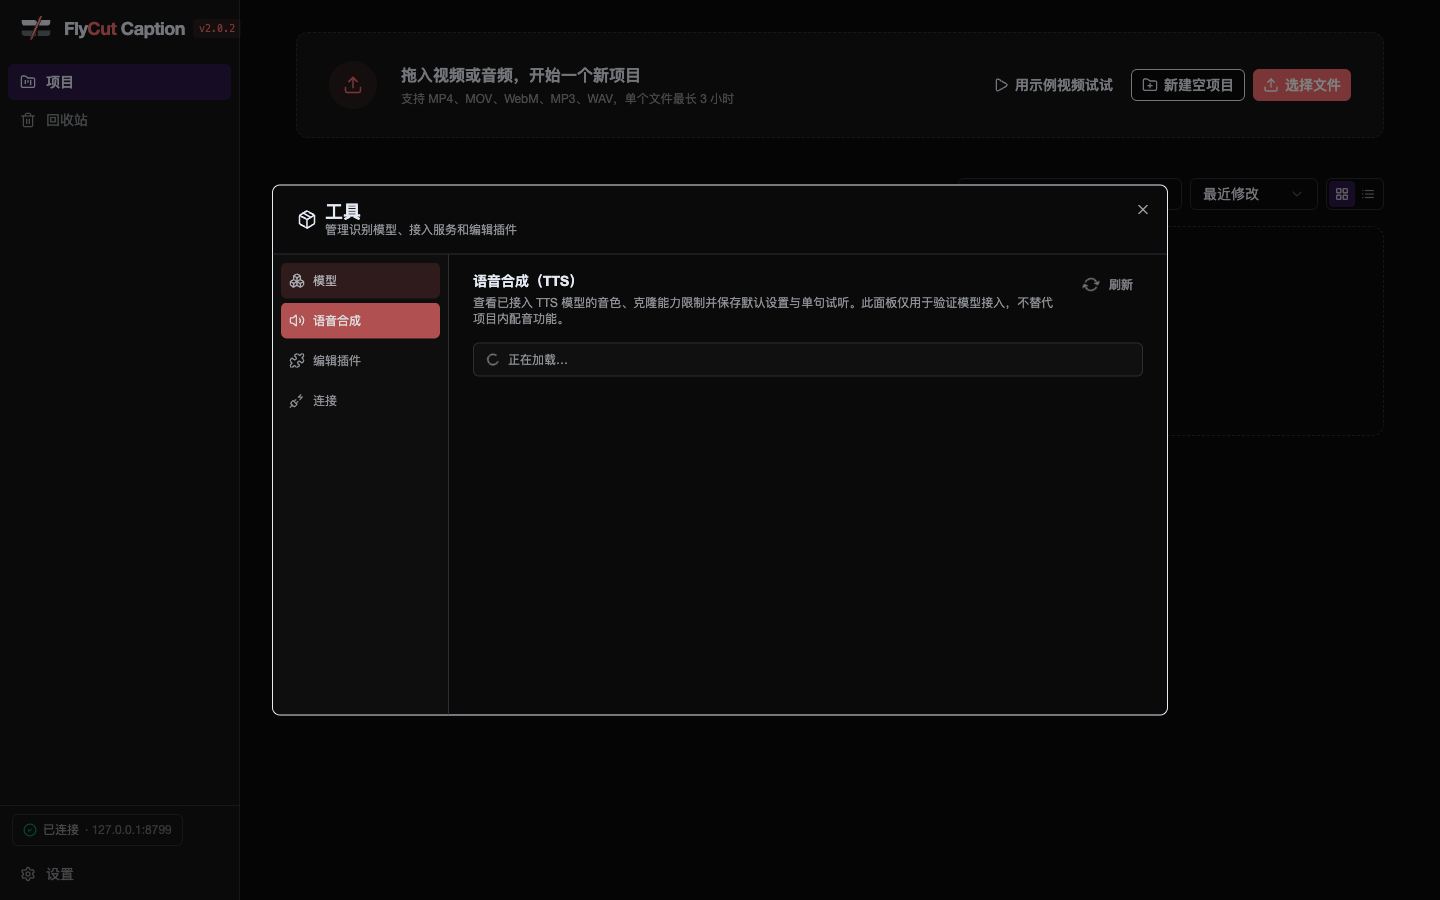 FlyCut Caption v2.0.2
项目
回收站
拖入视频或音频，开始一个新项目
支持 MP4、MOV、WebM、MP3、WAV，单个文件最长 3 小时
用示例视频试试
新建空项目
选择文件
最近修改
工具
管理识别模型、接入服务和编辑插件
模型
语音合成
编辑插件
连接
语音合成（TTS）
刷新
查看已接入 TTS 模型的音色、克隆能力限制并保存默认设置与单句试听。此面板仅用于验证模型接入，不替代
项目内配音功能。
正在加载...
已连接 · 127.0.0.1:8799
设置